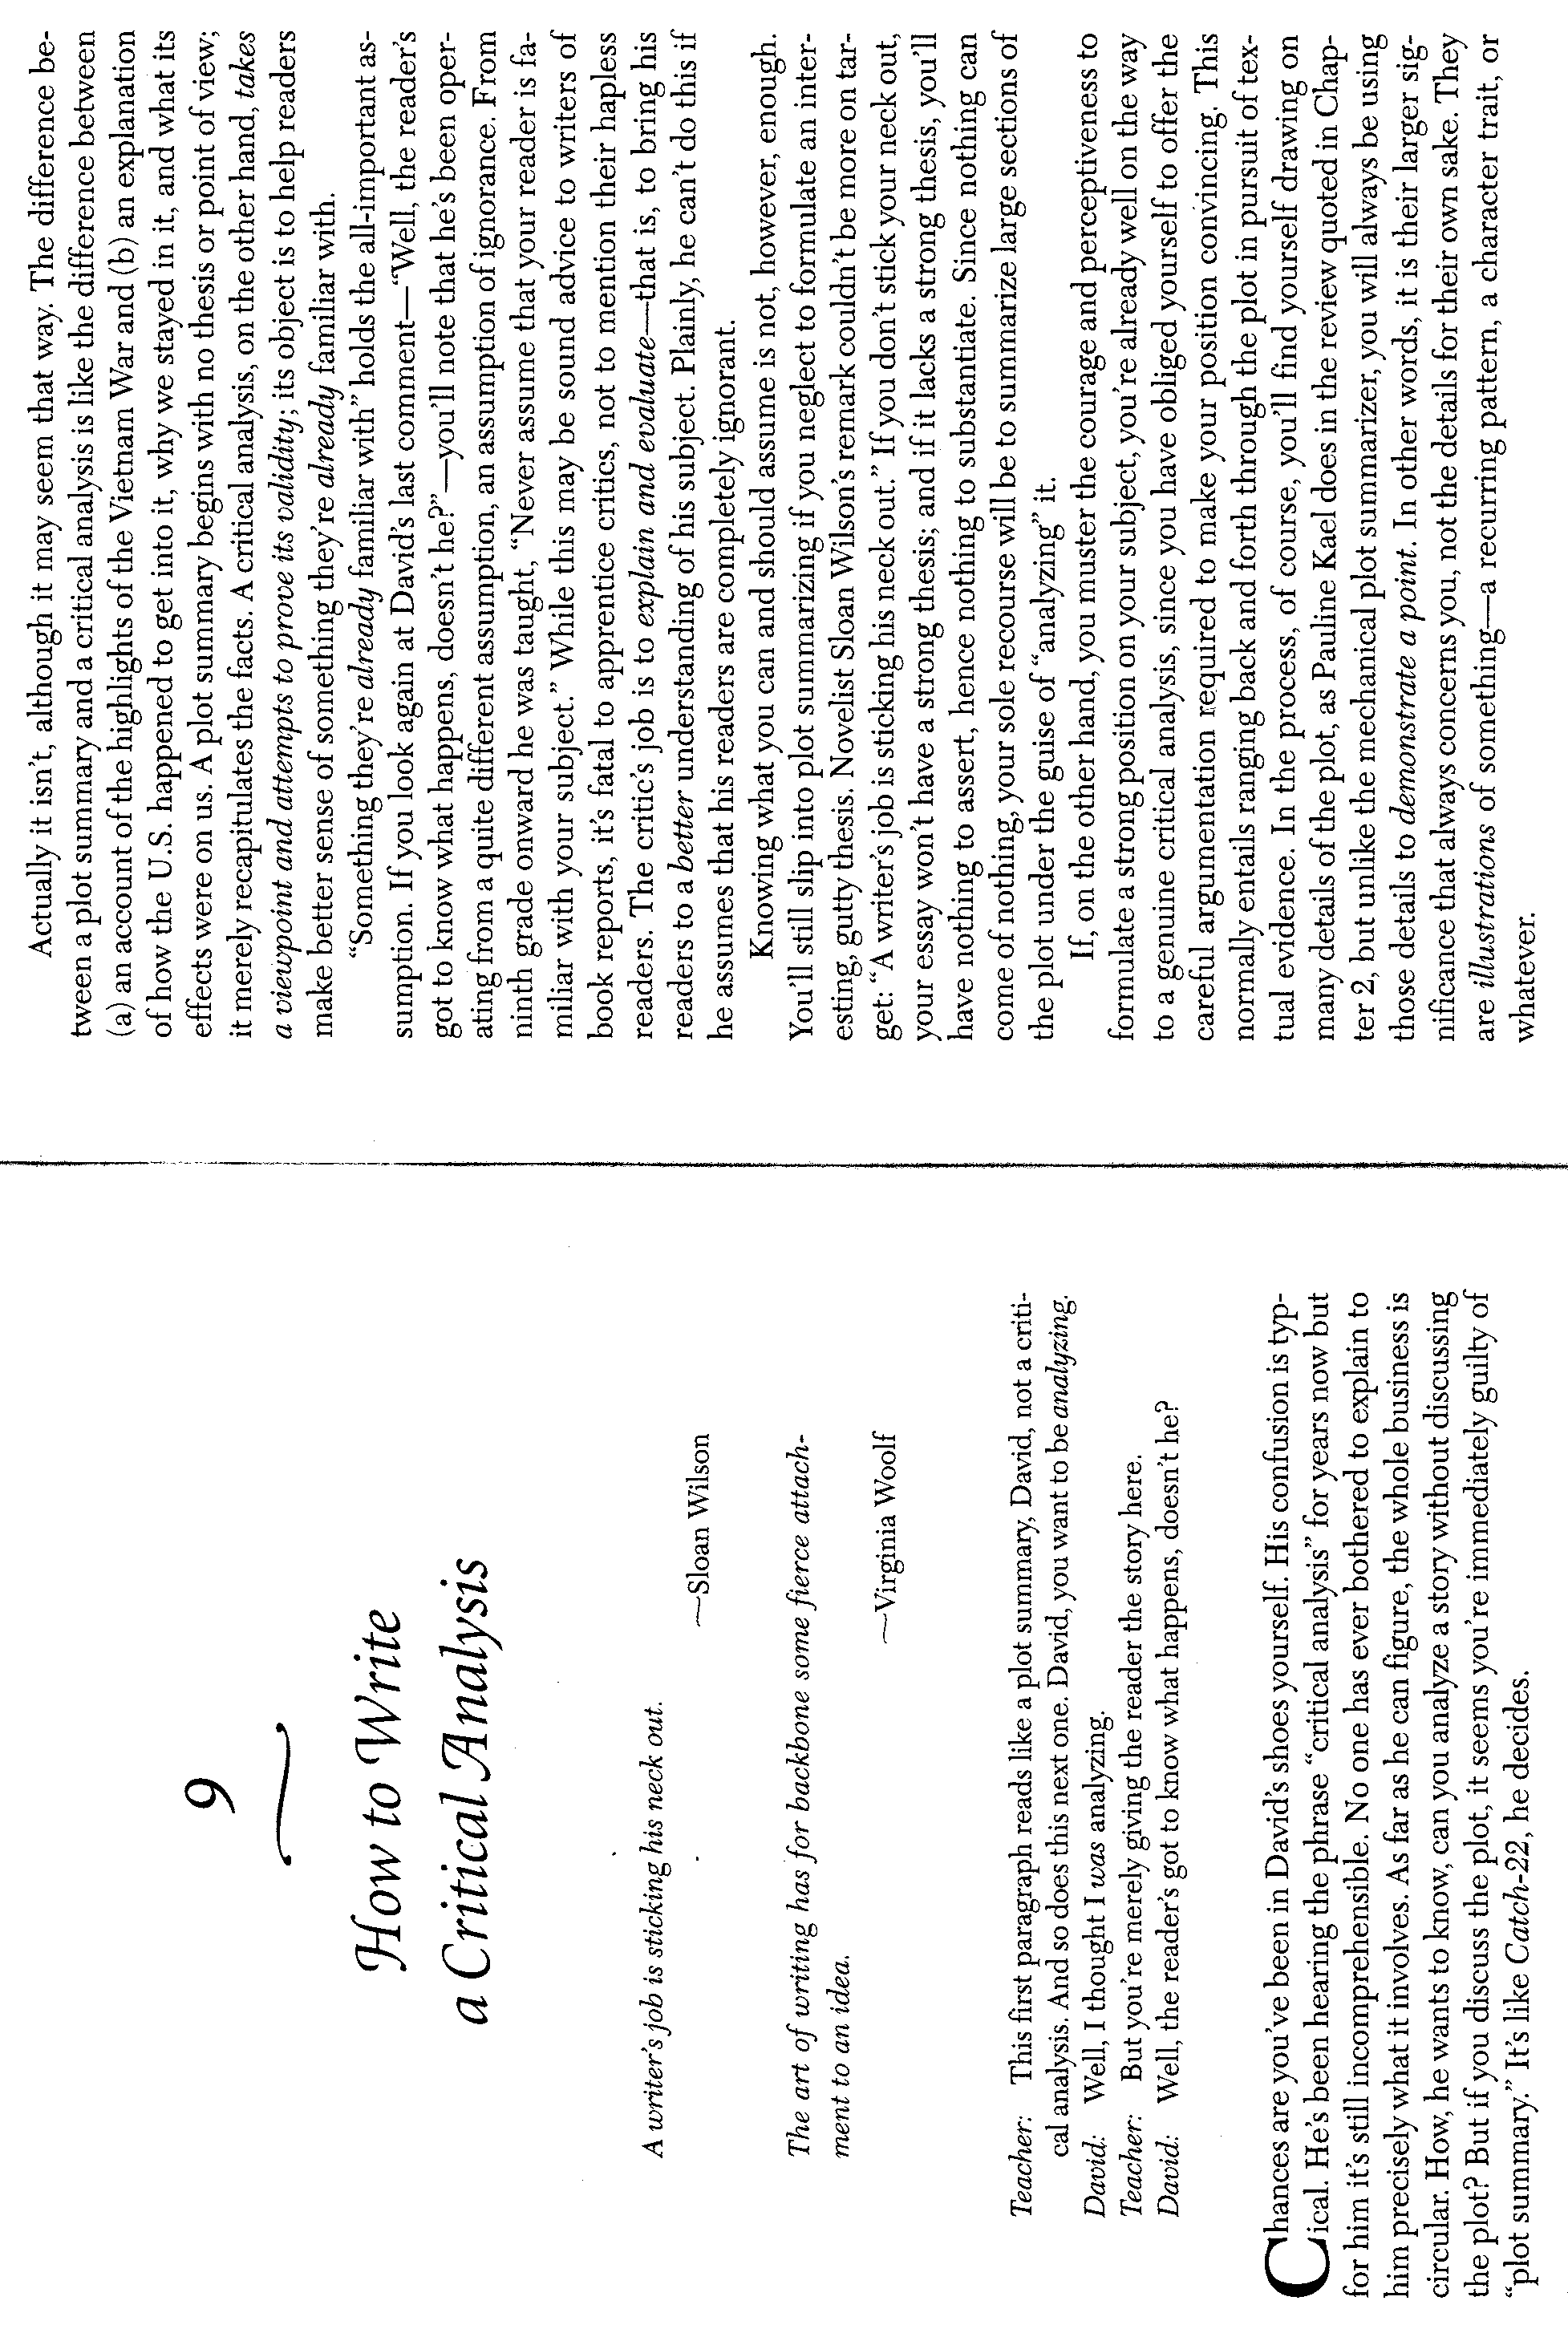 9
How to Write
a Critical Analysis
A writer's job is sticking his neck out.
—Sloan Wilson
The art of writing has for backbone some fierce attach-
ment to an idea.
—Virginia Woolf
Teacher: This first paragraph reads like a plot summary, David, not a criti-
cal analysis. And so does this next one. David, you want to be analyzing.
David: Well, I thought I was analyzing.
Teacher: But you're merely giving the reader the story here.
David: Well, the reader's got to know what happens, doesn't he?
Chances are you've been in David's shoes yourself. His confusion is typ-
ical. He's been hearing the phrase “critical analysis” for years now but
for him it's still incomprehensible. No one has ever bothered to explain to
him precisely what it involves. As far as he can figure, the whole business is
circular. How, he wants to know, can you analyze a story without discussing
the plot? But if you discuss the plot, it seems you're immediately guilty of
“plot summary.” It's like Catch-22, he decides.
Actually it isn't, although it may seem that way. The difference be-
tween a plot summary and a critical analysis is like the difference between
(a) an account of the highlights of the Vietnam War and (b) an explanation
of how the U.S. happened to get into it, why we stayed in it, and what its
effects were on us. A plot summary begins with no thesis or point of view;
it merely recapitulates the facts. A critical analysis, on the other hand, takes
a viewpoint and attempts to prove its validity; its object is to help readers
make better sense of something they're already familiar with.
“Something they're already familiar with” holds the all-important as-
sumption. If you look again at David's last comment—“Well, the reader's
got to know what happens, doesn't he?”—you'll note that he's been oper-
ating from a quite different assumption, an assumption of ignorance. From
ninth grade onward he was taught, “Never assume that your reader is fa-
miliar with your subject.” While this may be sound advice to writers of
book reports, it's fatal to apprentice critics, not to mention their hapless
readers. The critic's job is to explain and evaluate—that is, to bring his
readers to a better understanding of his subject. Plainly, he can't do this if
he assumes that his readers are completely ignorant.
Knowing what you can and should assume is not, however, enough.
You'll still slip into plot summarizing if you neglect to formulate an inter-
esting, gutty thesis. Novelist Sloan Wilson's remark couldn't be more on tar-
get: “A writer's job is sticking his neck out.” If you don't stick your neck out,
your essay won't have a strong thesis; and if it lacks a strong thesis, you'll
have nothing to assert, hence nothing to substantiate. Since nothing can
come of nothing, your sole recourse will be to summarize large sections of
the plot under the guise of “analyzing” it.
If, on the other hand, you muster the courage and perceptiveness to
formulate a strong position on your subject, you're already well on the way
to a genuine critical analysis, since you have obliged yourself to offer the
careful argumentation required to make your position convincing. This
normally entails ranging back and forth through the plot in pursuit of tex-
tual evidence. In the process, of course, you'll find yourself drawing on
many details of the plot, as Pauline Kael does in the review quoted in Chap-
ter 2, but unlike the mechanical plot summarizer, you will always be using
those details to demonstrate a point. In other words, it is their larger sig-
nificance that always concerns you, not the details for their own sake. They
are illustrations of something—a recurring pattern, a character trait, or
whatever.